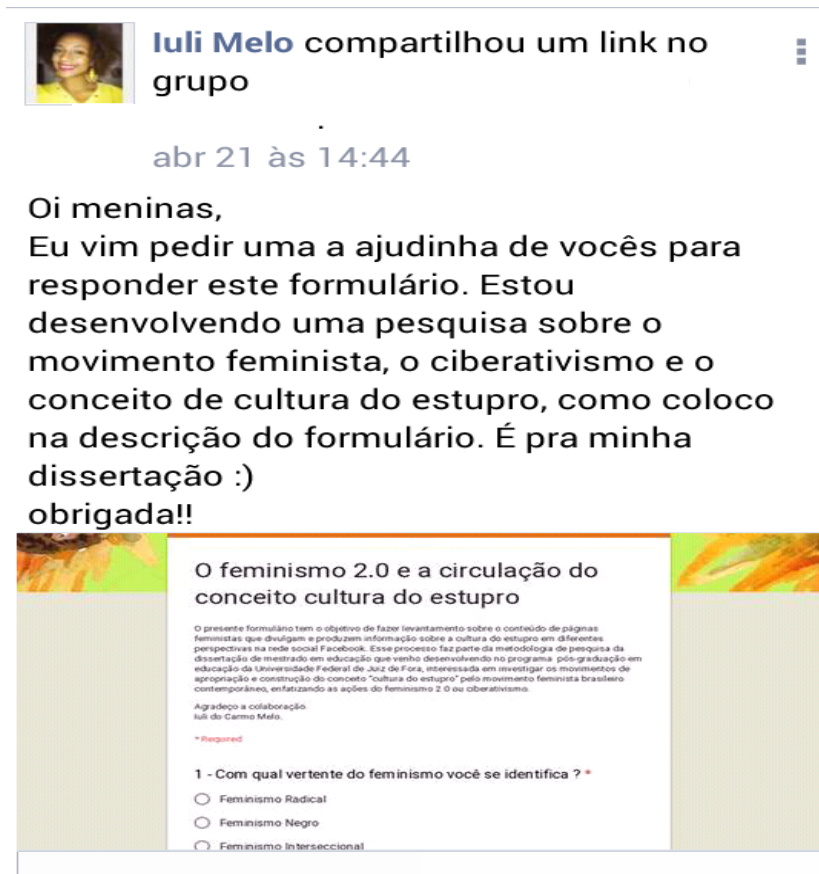 Iuli Melo compartilhou um link no
grupo
.
abr 21 às 14:44
Oi meninas,
Eu vim pedir uma a ajudinha de vocês para
responder este formulário. Estou
desenvolvendo uma pesquisa sobre o
movimento feminista, o ciberativismo e o
conceito de cultura do estupro, como coloco
na descrição do formulário. É pra minha
dissertação :)
obrigada!!
O feminismo 2.0 e a circulação do
conceito cultura do estupro
O presente formulário tem o objetivo de fazer levantamento sobre o conteúdo de páginas
feministas que divulgam e produzem informação sobre a cultura do estupro em diferentes
perspectivas na rede social Facebook. Esse processo faz parte da metodologia de pesquisa da
dissertação de mestrado em educação que venho desenvolvendo no programa pós-graduação em
educação da Universidade Federal de Juiz de Fora, interessada em investigar os movimentos de
apropriação e construção do conceito "cultura do estupro" pelo movimento feminista brasileiro
contemporâneo, enfatizando as ações do feminismo 2.0 ou ciberativismo.
Agradeço a colaboração.
Iuli do Carmo Melo.
*Required
1 - Com qual vertente do feminismo você se identifica ? *
Feminismo Radical
Feminismo Negro
Feminismo Interseccional